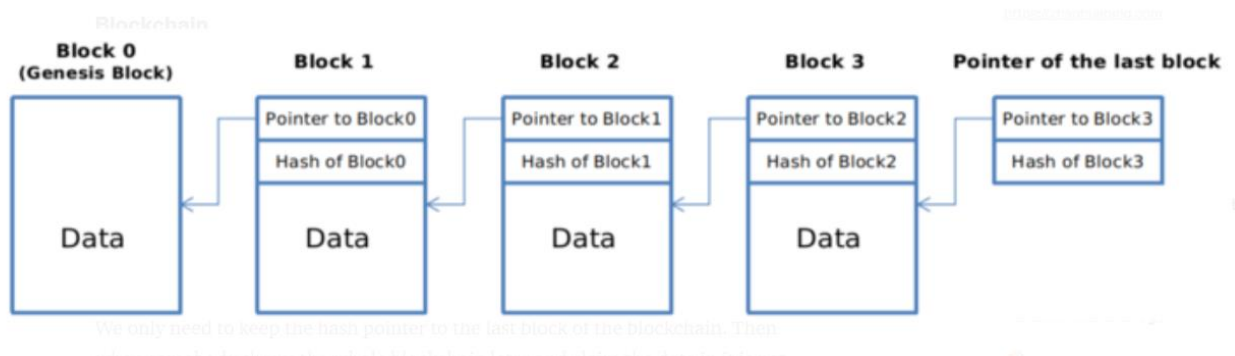 Blockchain
Block 0
(Genesis Block)
Block 1
Block 2
Block 3
Pointer of the last block
Pointer to Block0
Pointer to Block1
Pointer to Block2
Pointer to Block3
Hash of Block0
Hash of Block1
Hash of Block2
Hash of Block3
Data
Data
Data
Data
We only need to keep the hash pointer to the last block of the blockchain. Then